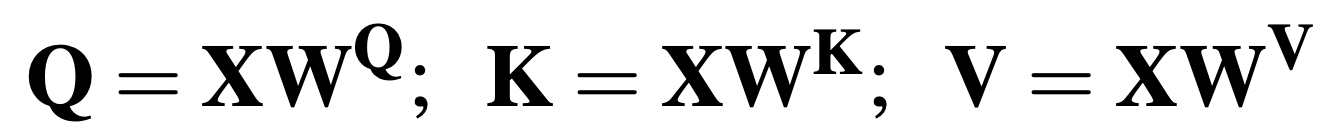 Q = XW^Q; K = XW^K; V = XW^V